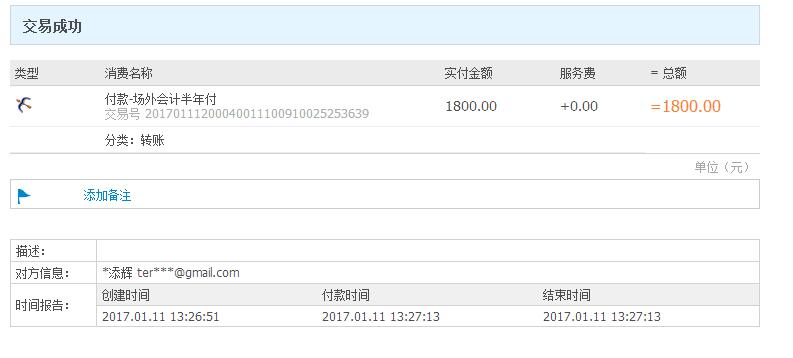 交易成功
类型 消费名称 实付金额 服务费 = 总额
付款-场外会计半年付 1800.00 +0.00 =1800.00
交易号 20170111200040011100910025253639
分类：转账
单位（元）
添加备注
描述：
对方信息： *添辉 ter***@gmail.com
时间报告： 创建时间 付款时间 结束时间
2017.01.11 13:26:51 2017.01.11 13:27:13 2017.01.11 13:27:13